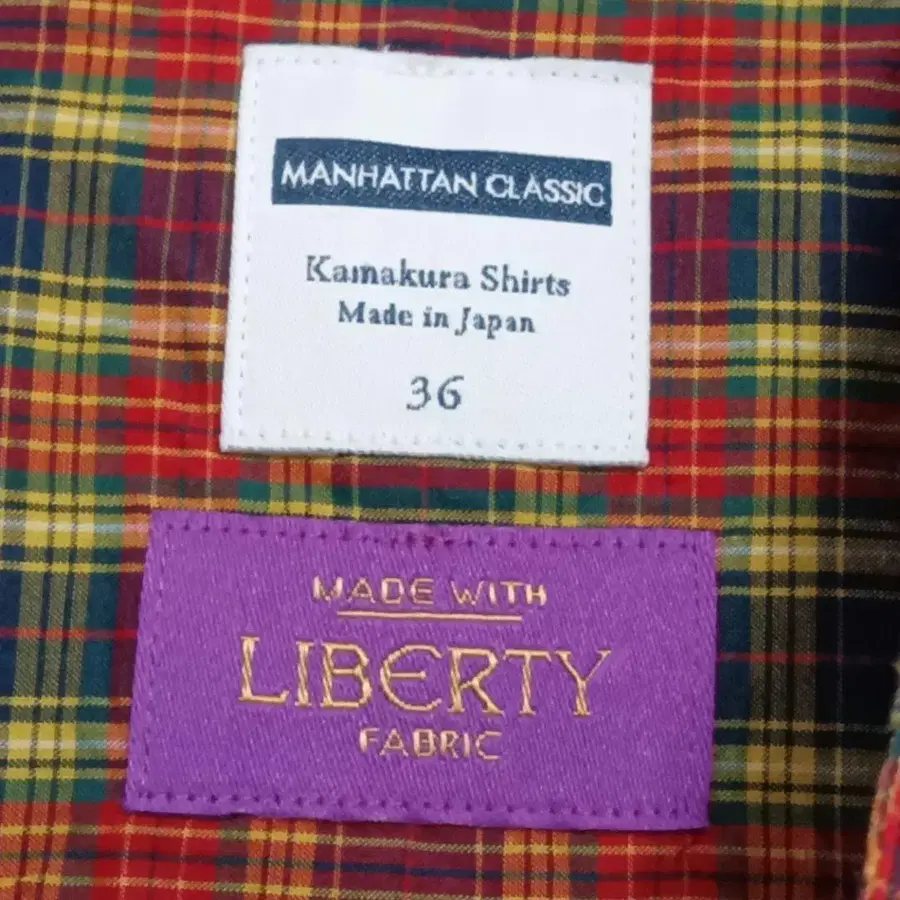 MANHATTAN CLASSIC
Kamakura Shirts
Made in Japan
36
MADE WITH
LIBERTY
FABRIC